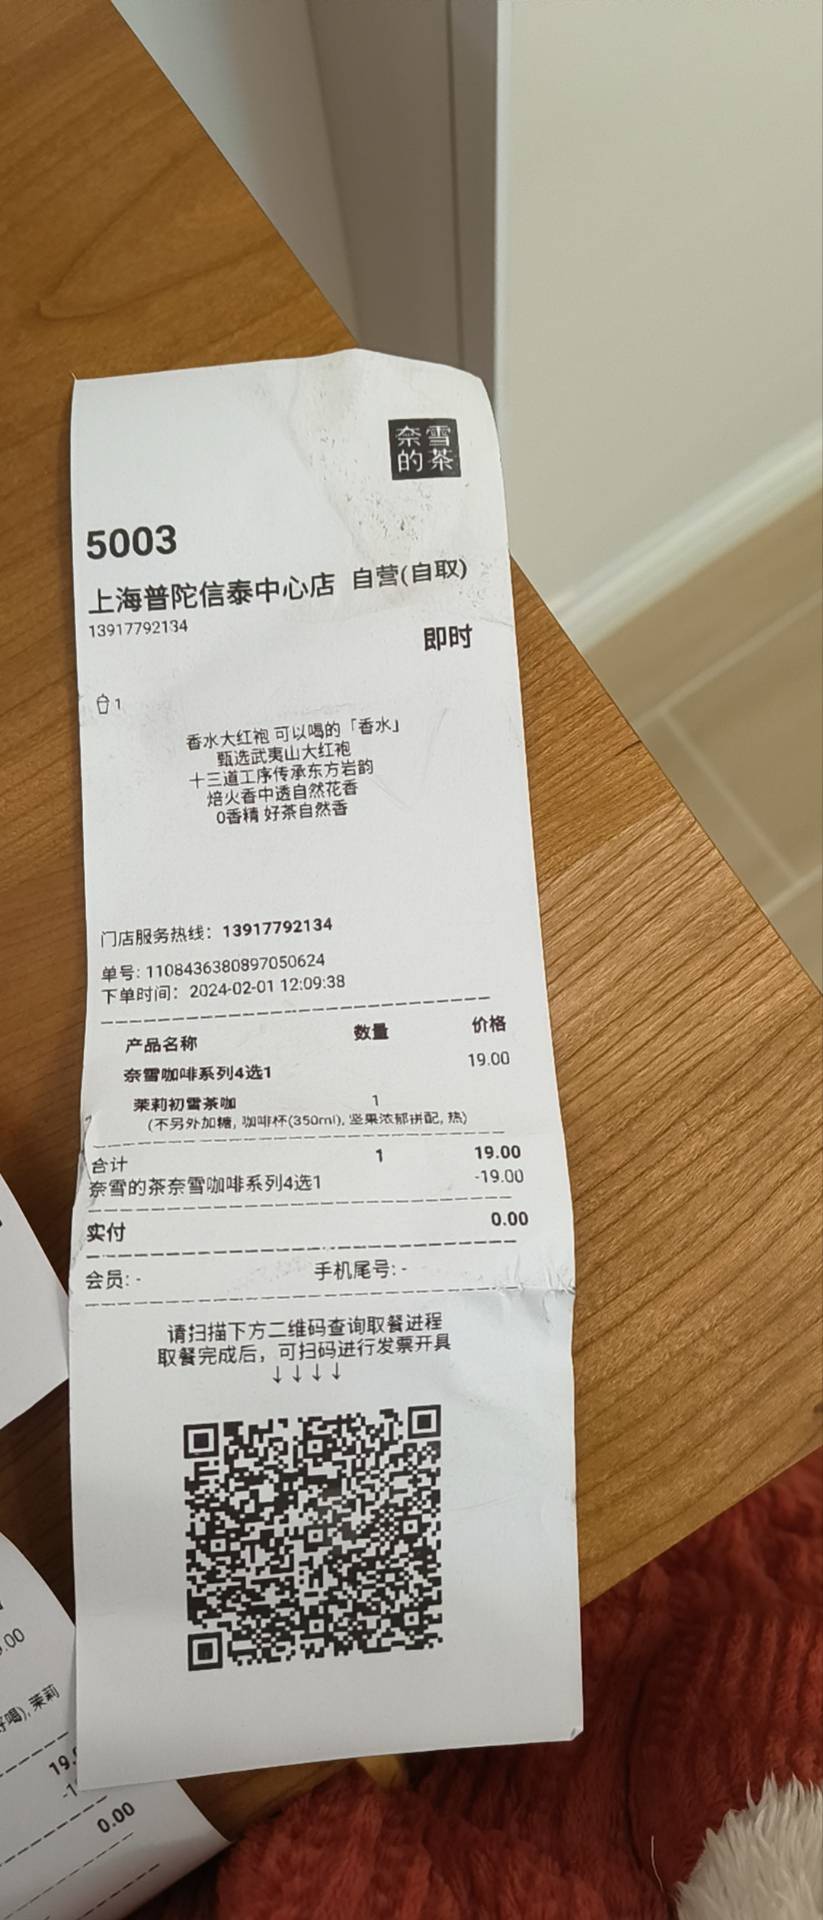 奈雪
的茶
5003
上海普陀信泰中心店 自营(自取)
13917792134
即时
1
香水大红袍 可以喝的「香水」
甄选武夷山大红袍
十三道工序传承东方岩韵
焙火香中透自然花香
0香精 好茶自然香
门店服务热线：13917792134
单号: 1108436380897050624
下单时间：2024-02-01 12:09:38
产品名称 数量 价格
奈雪咖啡系列4选1 19.00
茉莉初雪茶咖 1
(不另外加糖, 咖啡杯(350ml), 坚果浓郁拼配, 热)
合计 1 19.00
奈雪的茶奈雪咖啡系列4选1 -19.00
实付 0.00
会员: - 手机尾号: -
请扫描下方二维码查询取餐进程
取餐完成后，可扫码进行发票开具
↓↓↓↓
.00
茉莉
0.00